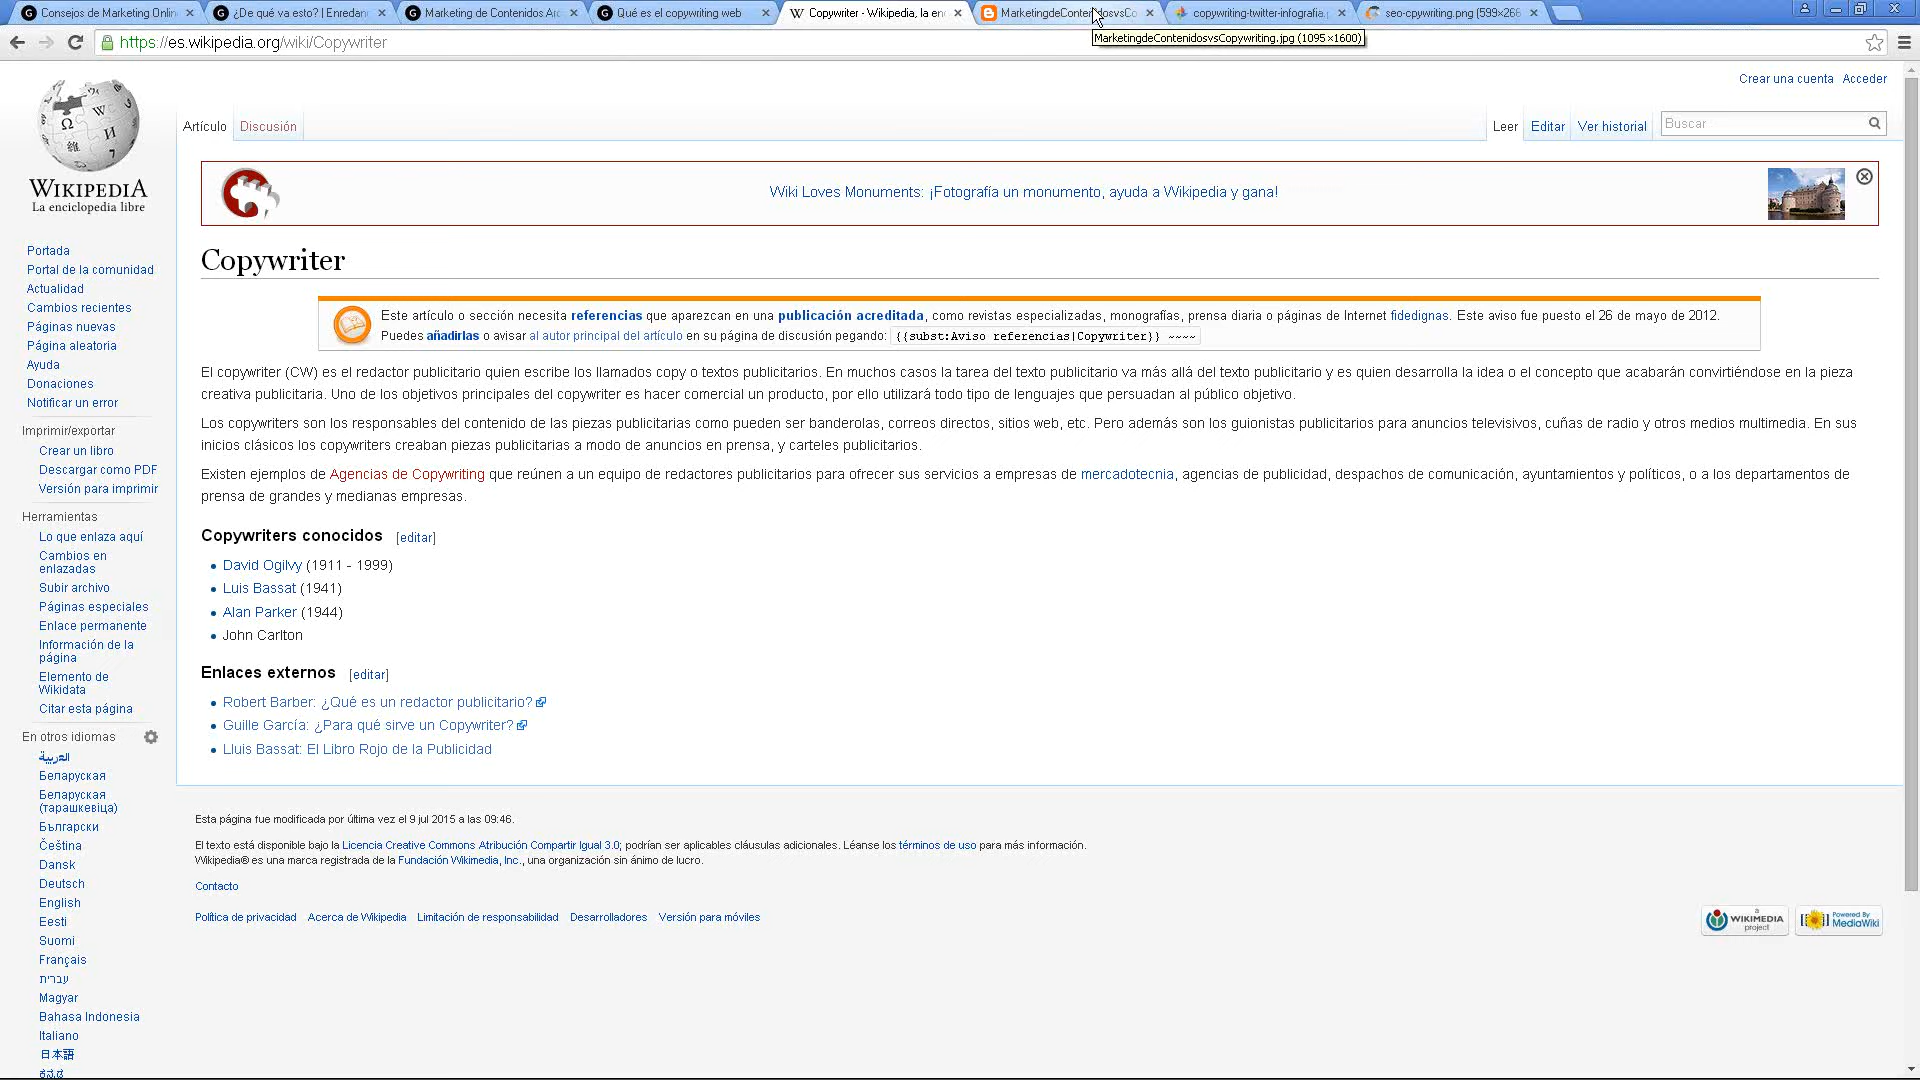 Consejos de Marketing Onlin
¿De qué va esto? | Enredan
Marketing de Contenidos Arc
Qué es el copywriting web
Copywriter - Wikipedia, la en
MarketingdeContenidosvsCo
copywriting-twitter-infografia.
seo-cpywriting.png (599×266
https://es.wikipedia.org/wiki/Copywriter
MarketingdeContenidosvsCopywriting.jpg (1095×1600)
Crear una cuenta Acceder
Artículo Discusión Leer Editar Ver historial Buscar
WIKIPEDIA
La enciclopedia libre
Wiki Loves Monuments: ¡Fotografía un monumento, ayuda a Wikipedia y gana!
Portada
Portal de la comunidad
Actualidad
Cambios recientes
Páginas nuevas
Página aleatoria
Ayuda
Donaciones
Notificar un error
Imprimir/exportar
Crear un libro
Descargar como PDF
Versión para imprimir
Herramientas
Lo que enlaza aquí
Cambios en
enlazadas
Subir archivo
Páginas especiales
Enlace permanente
Información de la
página
Elemento de
Wikidata
Citar esta página
En otros idiomas
العربية
Беларуская
Беларуская
(тарашкевіца)
Български
Čeština
Dansk
Deutsch
English
Eesti
Suomi
Français
עברית
Magyar
Bahasa Indonesia
Italiano
日本語
ಕನ್ನಡ
Copywriter
Este artículo o sección necesita referencias que aparezcan en una publicación acreditada, como revistas especializadas, monografías, prensa diaria o páginas de Internet fidedignas. Este aviso fue puesto el 26 de mayo de 2012.
Puedes añadirlas o avisar al autor principal del artículo en su página de discusión pegando: {{subst:Aviso referencias|Copywriter}} ~~~~
El copywriter (CW) es el redactor publicitario quien escribe los llamados copy o textos publicitarios. En muchos casos la tarea del texto publicitario va más allá del texto publicitario y es quien desarrolla la idea o el concepto que acabarán convirtiéndose en la pieza
creativa publicitaria. Uno de los objetivos principales del copywriter es hacer comercial un producto, por ello utilizará todo tipo de lenguajes que persuadan al público objetivo.
Los copywriters son los responsables del contenido de las piezas publicitarias como pueden ser banderolas, correos directos, sitios web, etc. Pero además son los guionistas publicitarios para anuncios televisivos, cuñas de radio y otros medios multimedia. En sus
inicios clásicos los copywriters creaban piezas publicitarias a modo de anuncios en prensa, y carteles publicitarios.
Existen ejemplos de Agencias de Copywriting que reúnen a un equipo de redactores publicitarios para ofrecer sus servicios a empresas de mercadotecnia, agencias de publicidad, despachos de comunicación, ayuntamientos y políticos, o a los departamentos de
prensa de grandes y medianas empresas.
Copywriters conocidos [editar]
David Ogilvy (1911 - 1999)
Luis Bassat (1941)
Alan Parker (1944)
John Carlton
Enlaces externos [editar]
Robert Barber: ¿Qué es un redactor publicitario?
Guille García: ¿Para qué sirve un Copywriter?
Lluis Bassat: El Libro Rojo de la Publicidad
Esta página fue modificada por última vez el 9 jul 2015 a las 09:46.
El texto está disponible bajo la Licencia Creative Commons Atribución Compartir Igual 3.0; podrían ser aplicables cláusulas adicionales. Léanse los términos de uso para más información.
Wikipedia® es una marca registrada de la Fundación Wikimedia, Inc., una organización sin ánimo de lucro.
Contacto
Política de privacidad Acerca de Wikipedia Limitación de responsabilidad Desarrolladores Versión para móviles
a
WIKIMEDIA
project
Powered By
MediaWiki